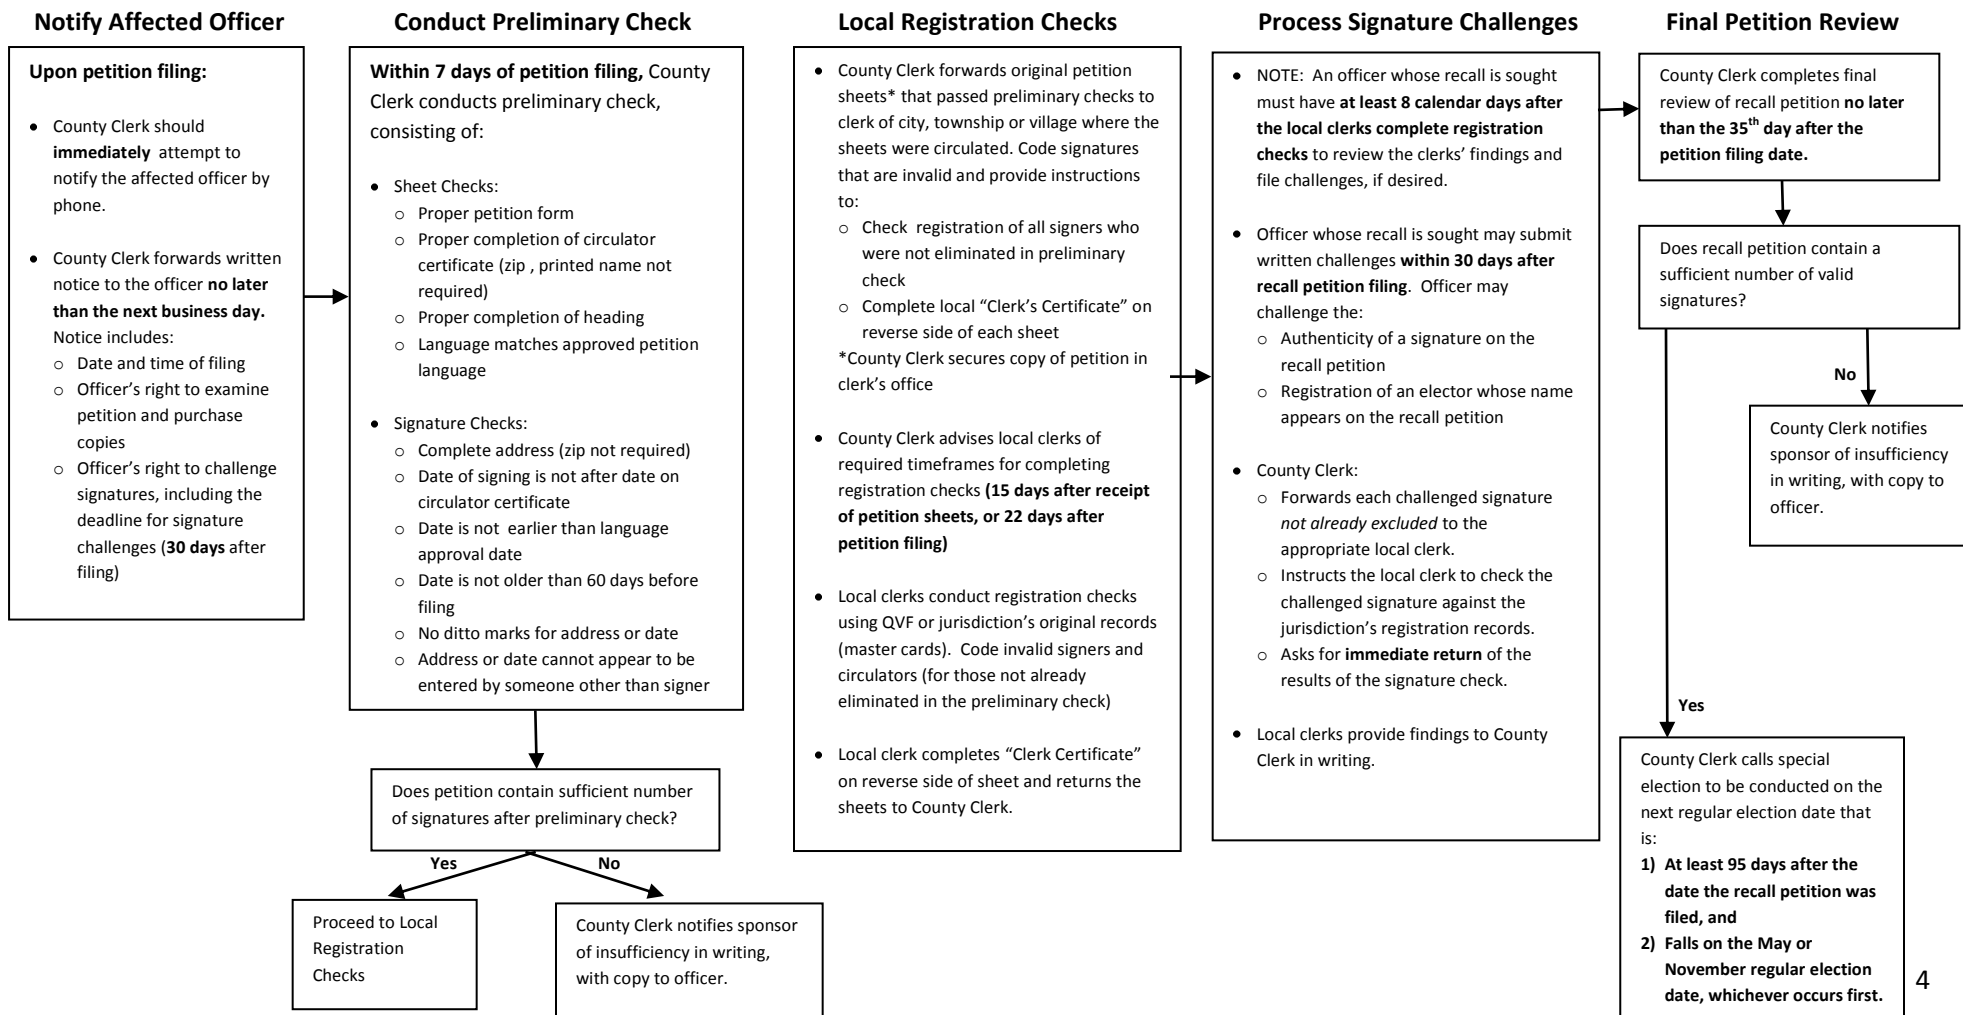 Notify Affected Officer
Upon petition filing:
• County Clerk should
immediately attempt to
notify the affected officer by
phone.
• County Clerk forwards written
notice to the officer no later
than the next business day.
Notice includes:
o Date and time of filing
o Officer's right to examine
petition and purchase
copies
o Officer's right to challenge
signatures, including the
deadline for signature
challenges (30 days after
filing)
Conduct Preliminary Check
Within 7 days of petition filing, County
Clerk conducts preliminary check,
consisting of:
• Sheet Checks:
o Proper petition form
o Proper completion of circulator
certificate (zip , printed name not
required)
o Proper completion of heading
o Language matches approved petition
language
• Signature Checks:
o Complete address (zip not required)
o Date of signing is not after date on
circulator certificate
o Date is not earlier than language
approval date
o Date is not older than 60 days before
filing
o No ditto marks for address or date
o Address or date cannot appear to be
entered by someone other than signer
Does petition contain sufficient number
of signatures after preliminary check?
Yes
No
Proceed to Local
Registration
Checks
County Clerk notifies sponsor
of insufficiency in writing,
with copy to officer.
Local Registration Checks
• County Clerk forwards original petition
sheets* that passed preliminary checks to
clerk of city, township or village where the
sheets were circulated. Code signatures
that are invalid and provide instructions
to:
o Check registration of all signers who
were not eliminated in preliminary
check
o Complete local “Clerk's Certificate” on
reverse side of each sheet
*County Clerk secures copy of petition in
clerk's office
• County Clerk advises local clerks of
required timeframes for completing
registration checks (15 days after receipt
of petition sheets, or 22 days after
petition filing)
• Local clerks conduct registration checks
using QVF or jurisdiction's original records
(master cards). Code invalid signers and
circulators (for those not already
eliminated in the preliminary check)
• Local clerk completes “Clerk Certificate”
on reverse side of sheet and returns the
sheets to County Clerk.
Process Signature Challenges
• NOTE: An officer whose recall is sought
must have at least 8 calendar days after
the local clerks complete registration
checks to review the clerks' findings and
file challenges, if desired.
• Officer whose recall is sought may submit
written challenges within 30 days after
recall petition filing. Officer may
challenge the:
o Authenticity of a signature on the
recall petition
o Registration of an elector whose name
appears on the recall petition
• County Clerk:
o Forwards each challenged signature
not already excluded to the
appropriate local clerk.
o Instructs the local clerk to check the
challenged signature against the
jurisdiction's registration records.
o Asks for immediate return of the
results of the signature check.
• Local clerks provide findings to County
Clerk in writing.
Final Petition Review
County Clerk completes final
review of recall petition no later
than the 35th day after the
petition filing date.
Does recall petition contain a
sufficient number of valid
signatures?
No
County Clerk notifies
sponsor of insufficiency
in writing, with copy to
officer.
Yes
County Clerk calls special
election to be conducted on the
next regular election date that
is:
1) At least 95 days after the
date the recall petition was
filed, and
2) Falls on the May or
November regular election
date, whichever occurs first.
4